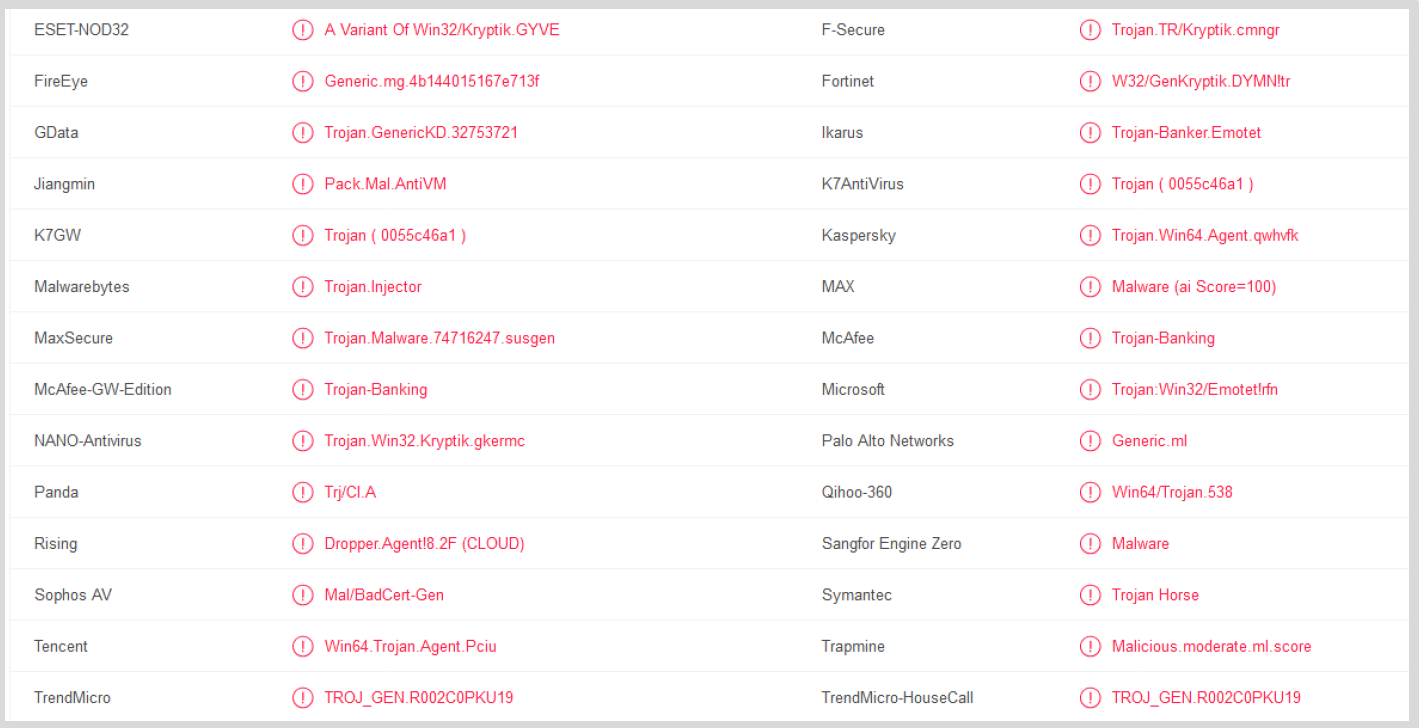 ESET-NOD32 A Variant Of Win32/Kryptik.GYVE F-Secure Trojan.TR/Kryptik.cmngr
FireEye Generic.mg.4b144015167e713f Fortinet W32/GenKryptik.DYMN!tr
GData Trojan.GenericKD.32753721 Ikarus Trojan-Banker.Emotet
Jiangmin Pack.Mal.AntiVM K7AntiVirus Trojan ( 0055c46a1 )
K7GW Trojan ( 0055c46a1 ) Kaspersky Trojan.Win64.Agent.qwhvfk
Malwarebytes Trojan.Injector MAX Malware (ai Score=100)
MaxSecure Trojan.Malware.74716247.susgen McAfee Trojan-Banking
McAfee-GW-Edition Trojan-Banking Microsoft Trojan:Win32/Emotet!rfn
NANO-Antivirus Trojan.Win32.Kryptik.gkermc Palo Alto Networks Generic.ml
Panda Trj/CI.A Qihoo-360 Win64/Trojan.538
Rising Dropper.Agent!8.2F (CLOUD) Sangfor Engine Zero Malware
Sophos AV Mal/BadCert-Gen Symantec Trojan Horse
Tencent Win64.Trojan.Agent.Pciu Trapmine Malicious.moderate.ml.score
TrendMicro TROJ_GEN.R002C0PKU19 TrendMicro-HouseCall TROJ_GEN.R002C0PKU19